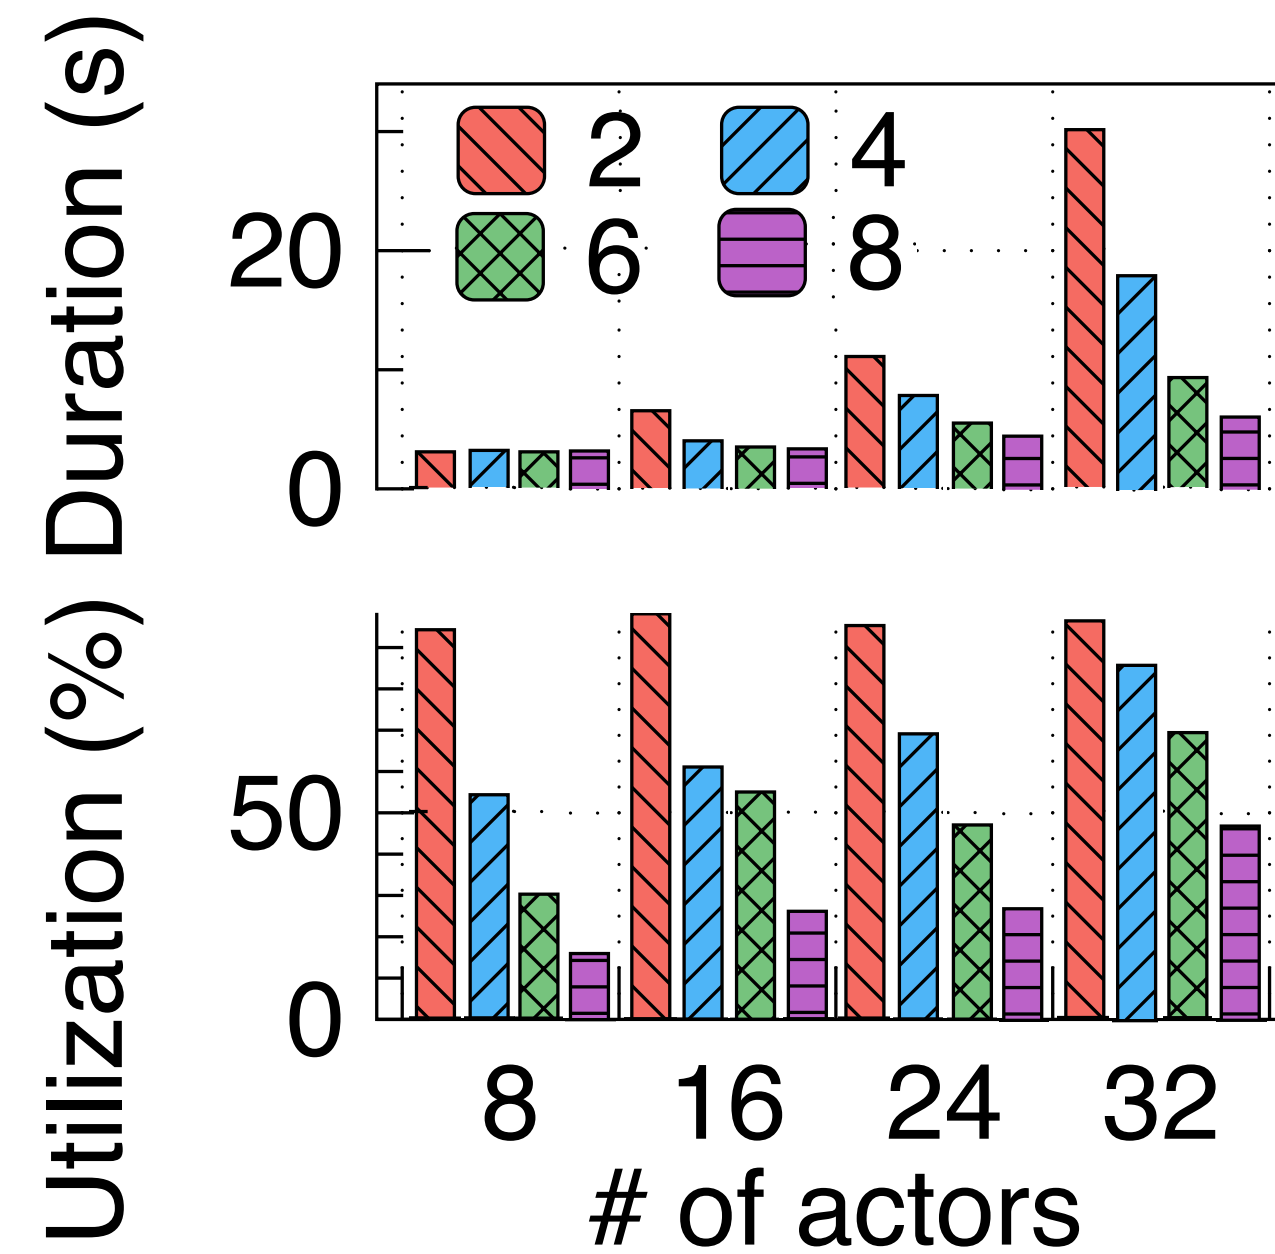 Duration (s)
20
0
2 4
6 8
Utilization (%)
50
0
8 16 24 32
# of actors